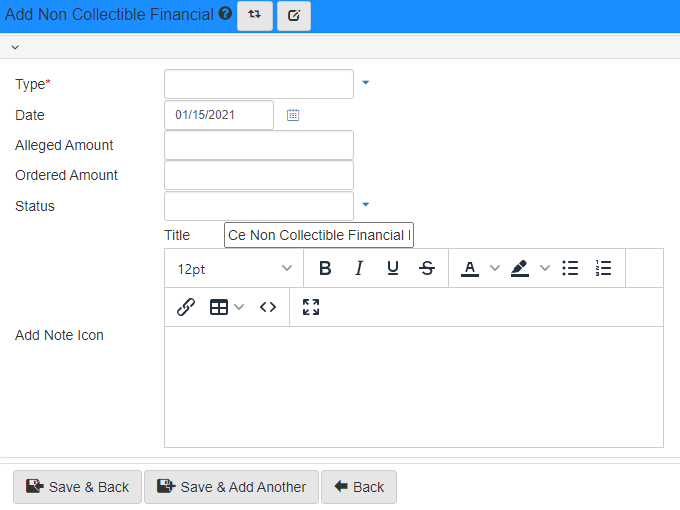 Add Non Collectible Financial ?
Type*
Date 01/15/2021
Alleged Amount
Ordered Amount
Status
Title Ce Non Collectible Financial
12pt B I U S A
Add Note Icon
Save & Back Save & Add Another Back